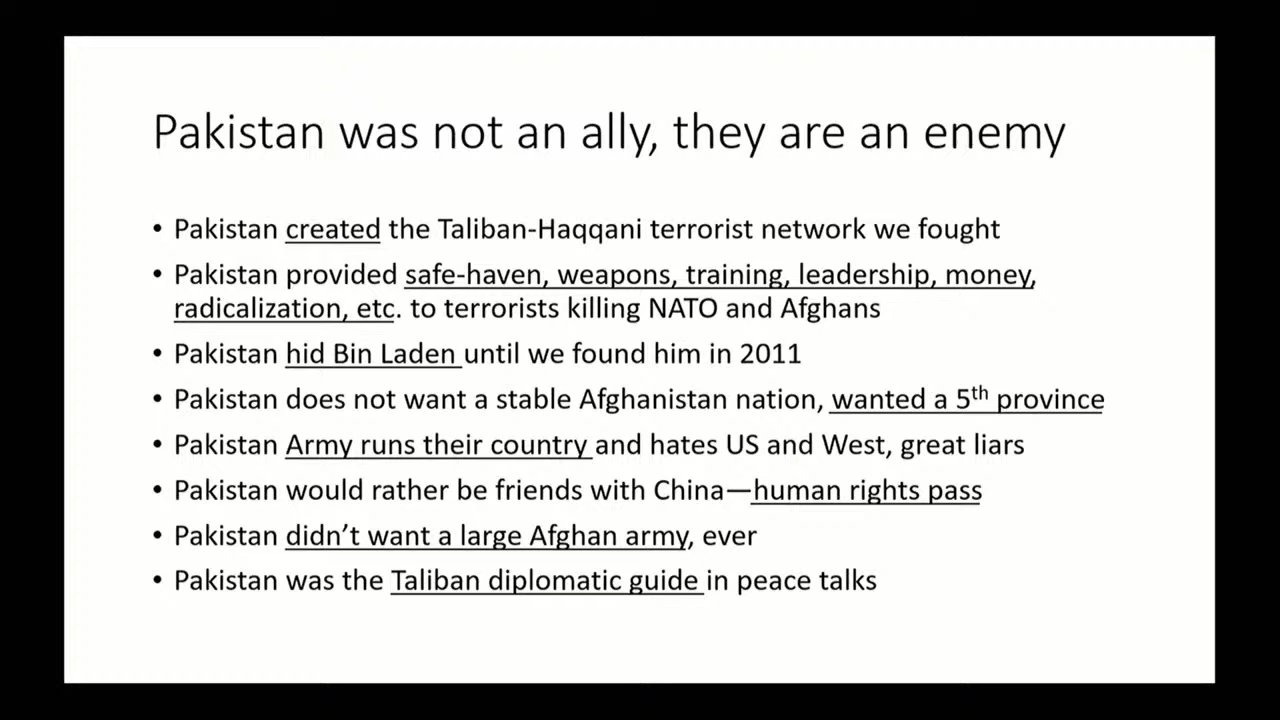 Pakistan was not an ally, they are an enemy
• Pakistan created the Taliban-Haqqani terrorist network we fought
• Pakistan provided safe-haven, weapons, training, leadership, money,
radicalization, etc. to terrorists killing NATO and Afghans
• Pakistan hid Bin Laden until we found him in 2011
• Pakistan does not want a stable Afghanistan nation, wanted a 5th province
• Pakistan Army runs their country and hates US and West, great liars
• Pakistan would rather be friends with China—human rights pass
• Pakistan didn’t want a large Afghan army, ever
• Pakistan was the Taliban diplomatic guide in peace talks